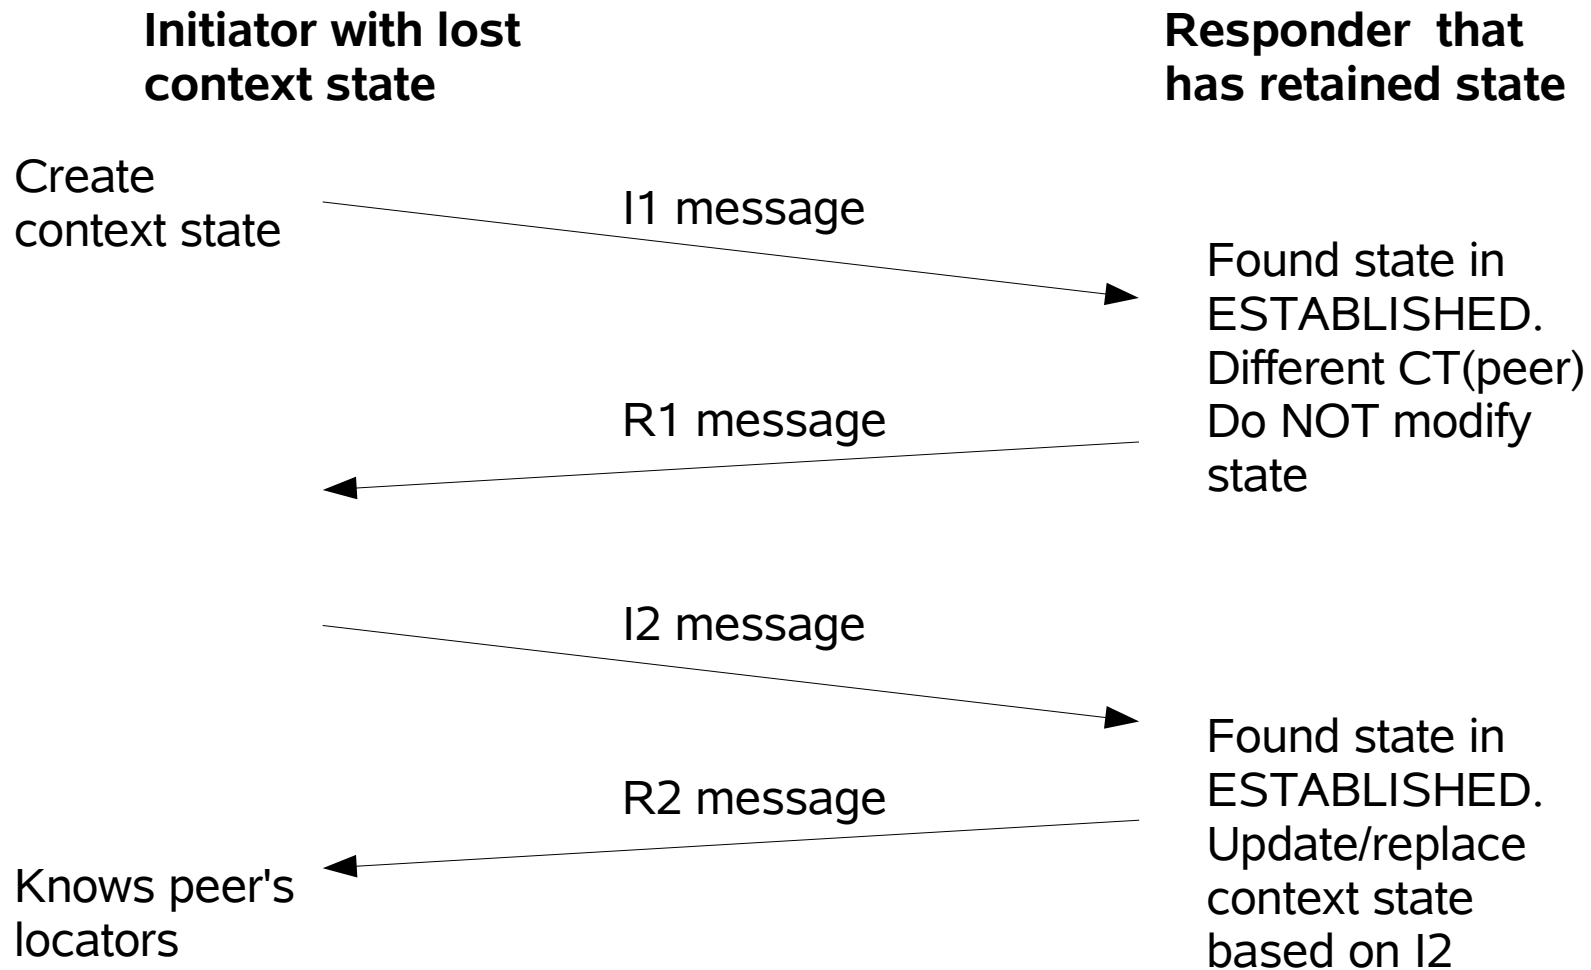 Initiator with lost
context state
Responder that
has retained state
Create
context state
I1 message
Found state in
ESTABLISHED.
Different CT(peer)
Do NOT modify
state
R1 message
I2 message
Found state in
ESTABLISHED.
Update/replace
context state
based on I2
R2 message
Knows peer's
locators